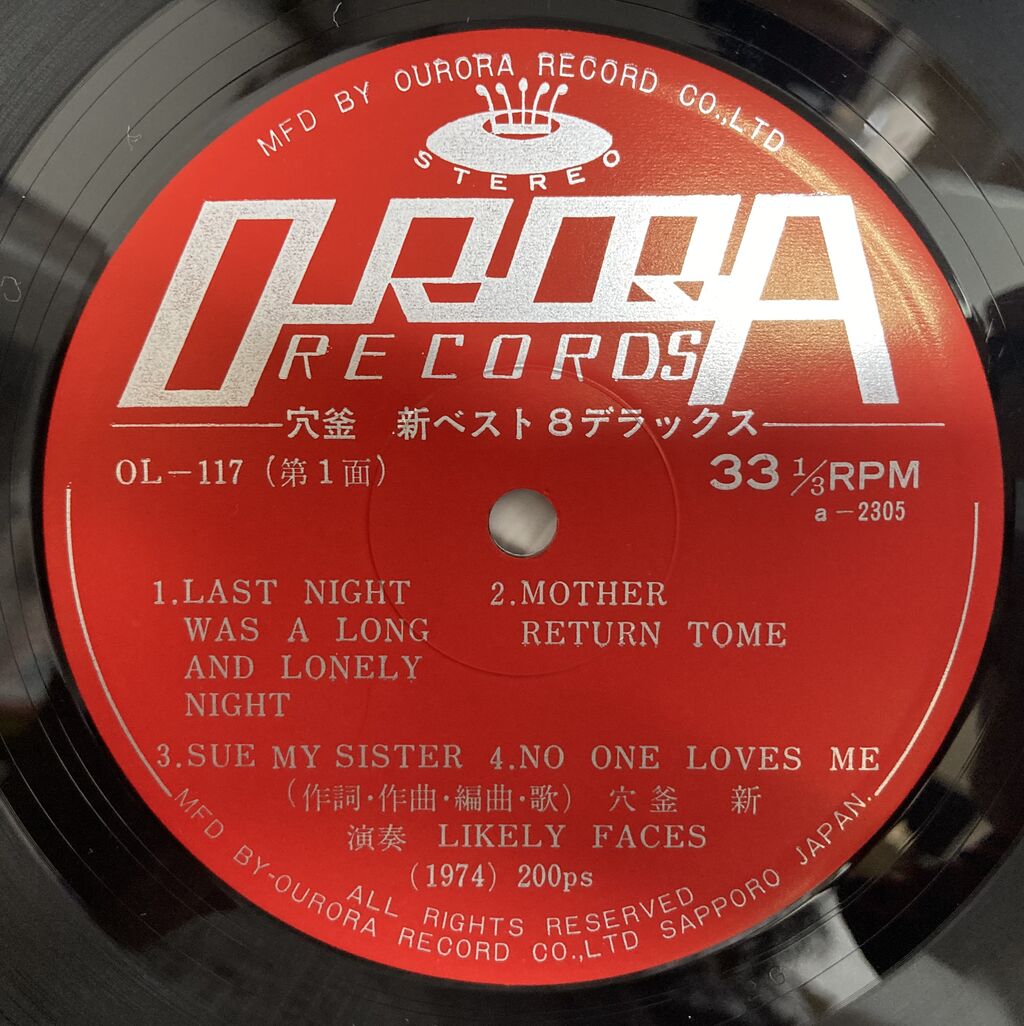 MFD BY OURORA RECORD CO.,LTD
STEREO
OURORA
RECORDS
穴釜 新ベスト8デラックス
OL-117 (第1面)
33 1/3 RPM
a-2305
1.LAST NIGHT
WAS A LONG
AND LONELY
NIGHT
2.MOTHER
RETURN TOME
3.SUE MY SISTER 4.NO ONE LOVES ME
(作詞・作曲・編曲・歌) 穴釜 新
演奏 LIKELY FACES
(1974) 200ps
ALL RIGHTS RESERVED
MFD BY-OURORA RECORD CO.,LTD SAPPORO JAPAN.